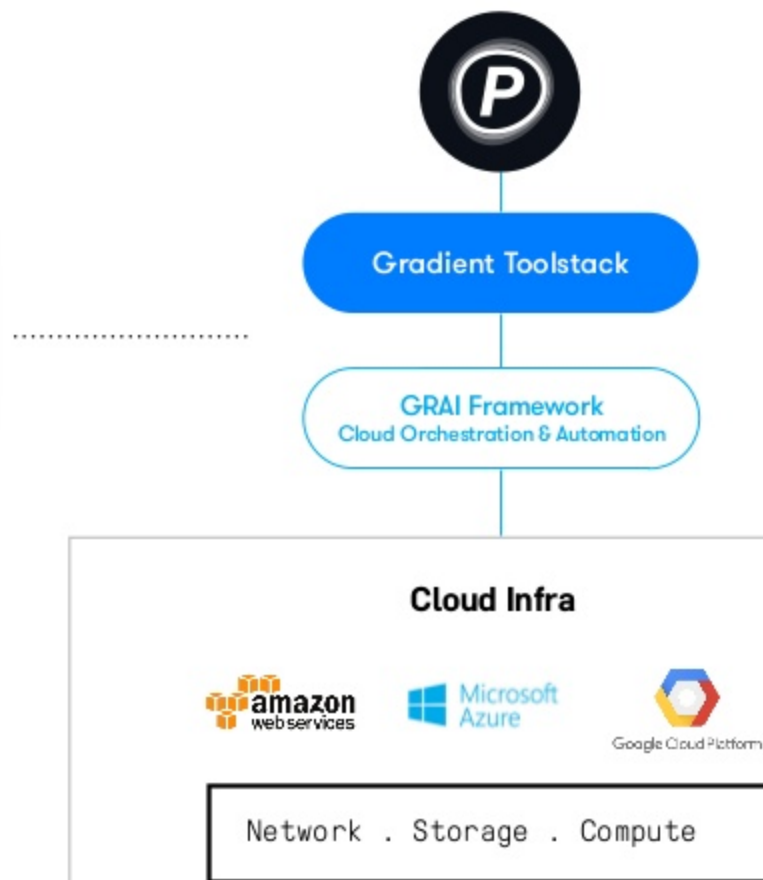 P
Gradient Toolstack
GRAI Framework
Cloud Orchestration & Automation
Cloud Infra
amazon
web services
Microsoft
Azure
Google Cloud Platform
Network . Storage . Compute